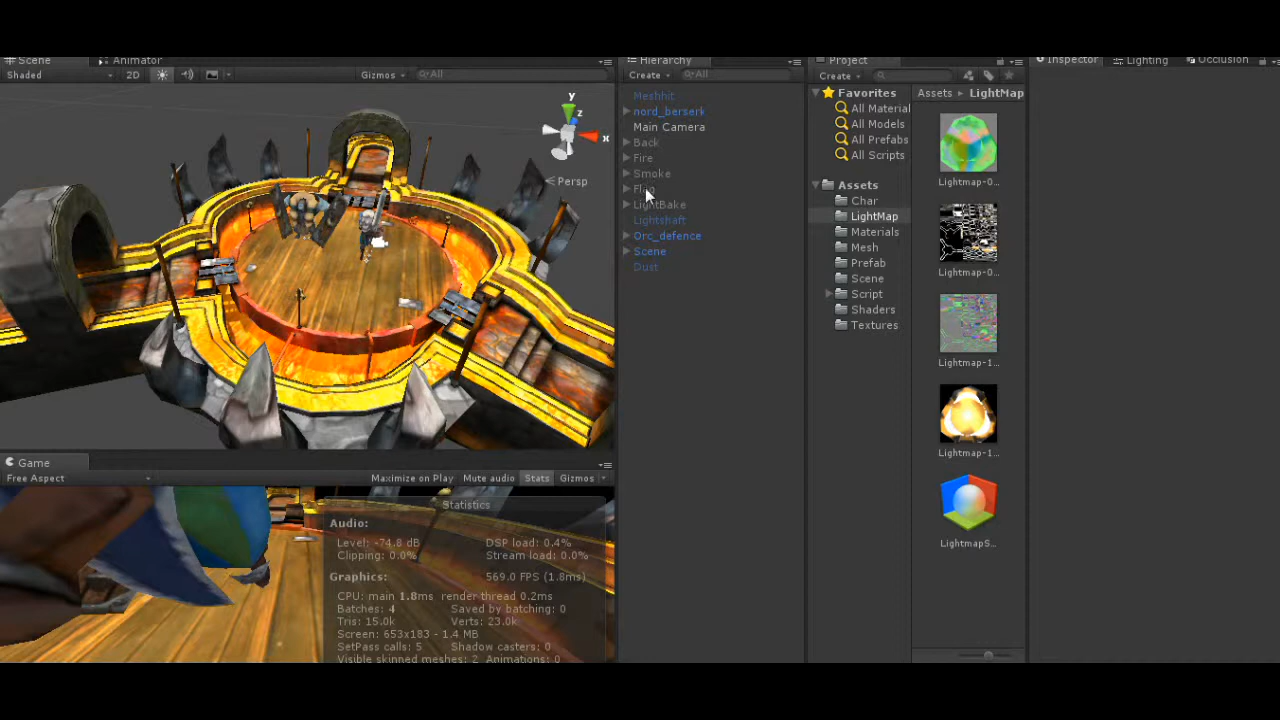 Scene
Animator
Shaded
2D
Gizmos
All
y
z
x
Persp
Game
Free Aspect
Maximize on Play
Mute audio
Stats
Gizmos
Statistics
Audio:
Level: -74.8 dB
DSP load: 0.4%
Clipping: 0.0%
Stream load: 0.0%
Graphics:
569.0 FPS (1.8ms)
CPU: main 1.8ms render thread 0.2ms
Batches: 4
Saved by batching: 0
Tris: 15.0k
Verts: 23.0k
Screen: 653x183 - 1.4 MB
SetPass calls: 5
Shadow casters: 0
Visible skinned meshes: 2 Animations: 0
Hierarchy
Create
All
Meshhit
nord_berserk
Main Camera
Back
Fire
Smoke
LightBake
Lightshaft
Orc_defence
Scene
Dust
Project
Create
Favorites
All Material
All Models
All Prefabs
All Scripts
Assets
Char
LightMap
Materials
Mesh
Prefab
Scene
Script
Shaders
Textures
Assets ▸ LightMap
Lightmap-0...
Lightmap-0...
Lightmap-1...
Lightmap-1...
LightmapS...
Inspector
Lighting
Occlusion